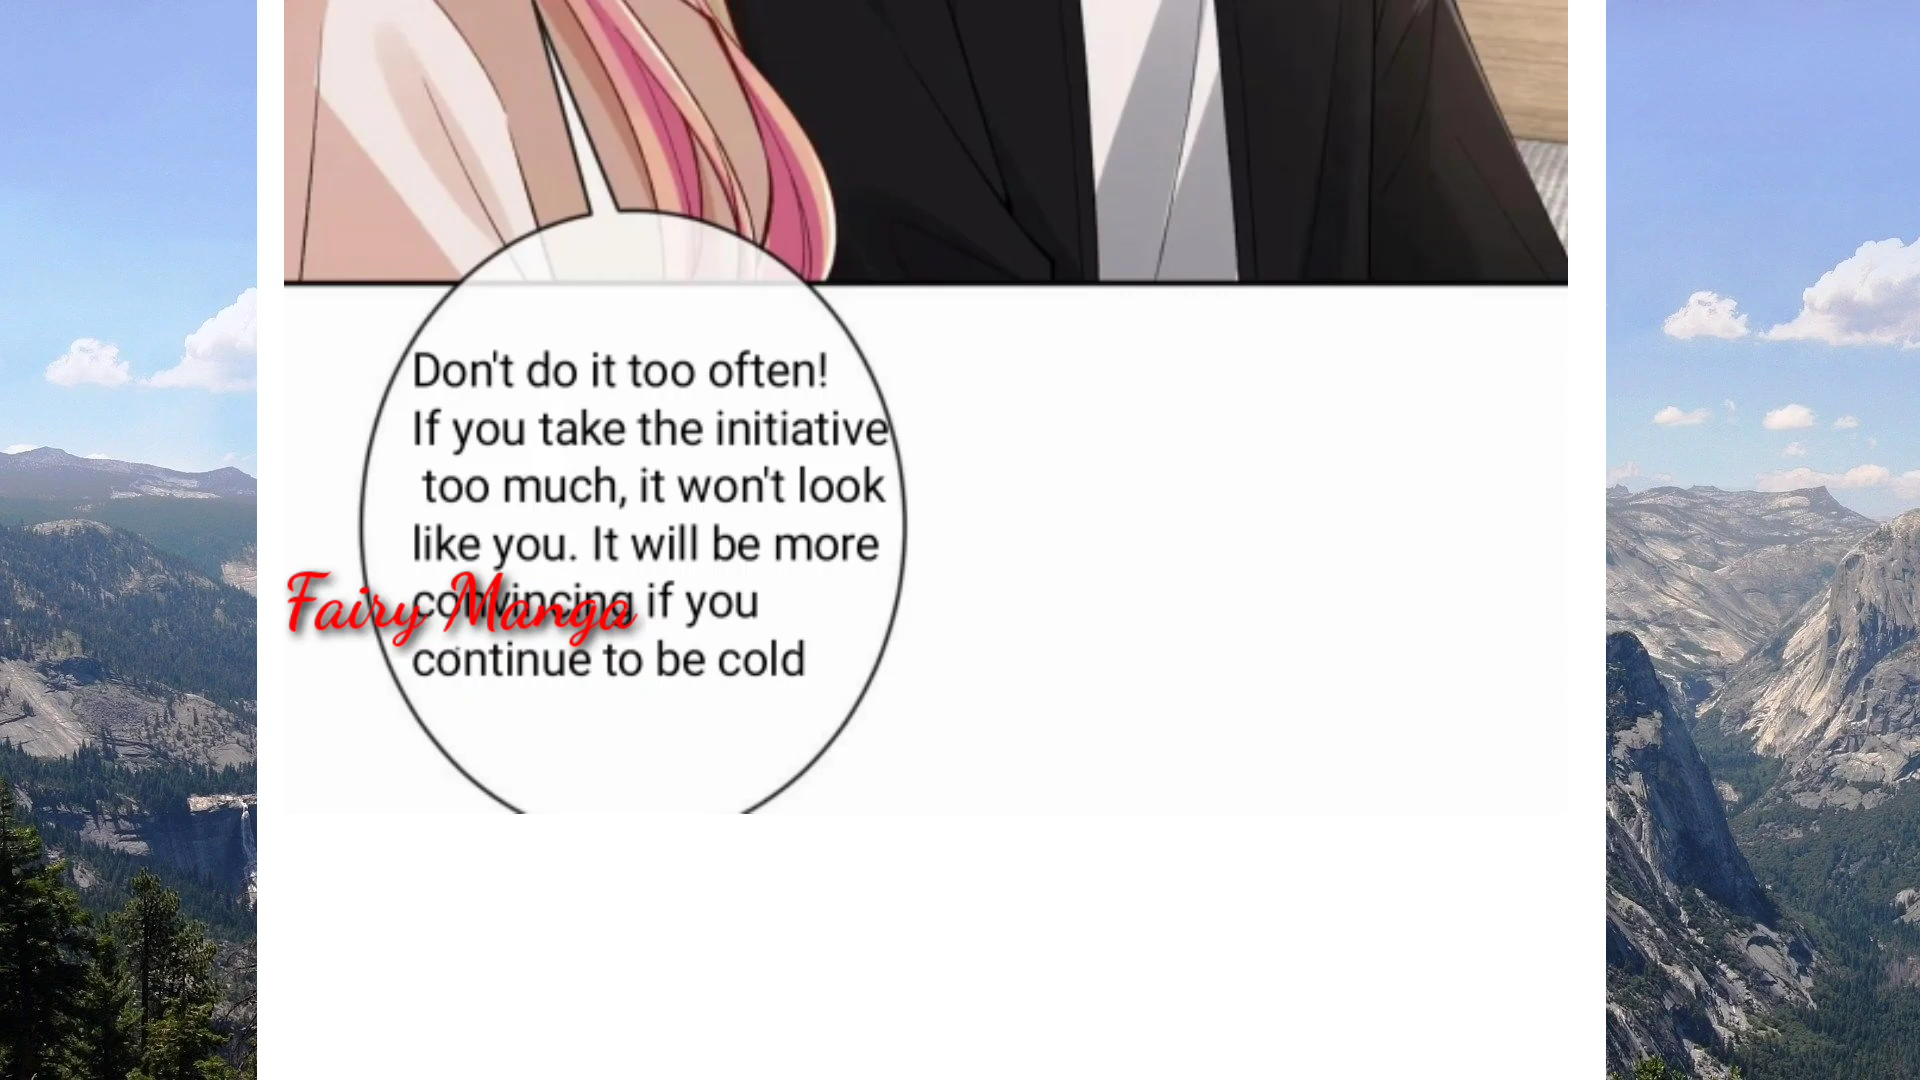 Don't do it too often!
If you take the initiative
too much, it won't look
like you. It will be more
convincing if you
Fairy Manga
continue to be cold